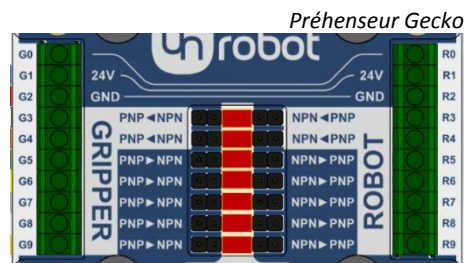 Préhenseur Gecko
On robot
G0 R0
G1 24V 24V R1
G2 GND GND R2
G3 PNP◄NPN NPN◄PNP R3
G4 PNP◄NPN NPN◄PNP R4
G5 PNP►NPN NPN►PNP R5
G6 PNP►NPN NPN►PNP R6
G7 PNP►NPN NPN►PNP R7
G8 PNP►NPN NPN►PNP R8
G9 PNP►NPN NPN►PNP R9
GRIPPER
ROBOT